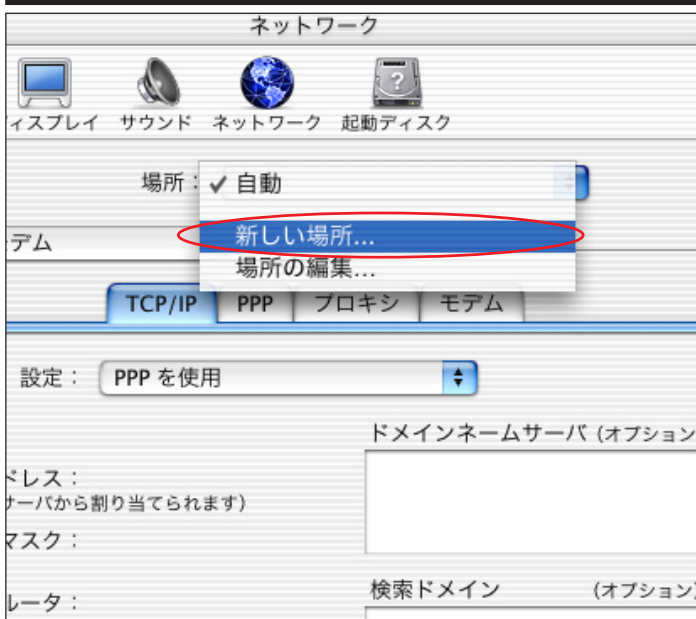 ネットワーク
ィスプレイ サウンド ネットワーク 起動ディスク
場所： ✓ 自動
新しい場所...
場所の編集...
デム
TCP/IP PPP プロキシ モデム
設定： PPP を使用
ドメインネームサーバ (オプション
ドレス：
サーバから割り当てられます)
マスク：
検索ドメイン (オプション)
ルータ：